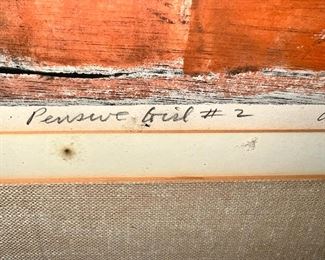 Pensive Girl # 2